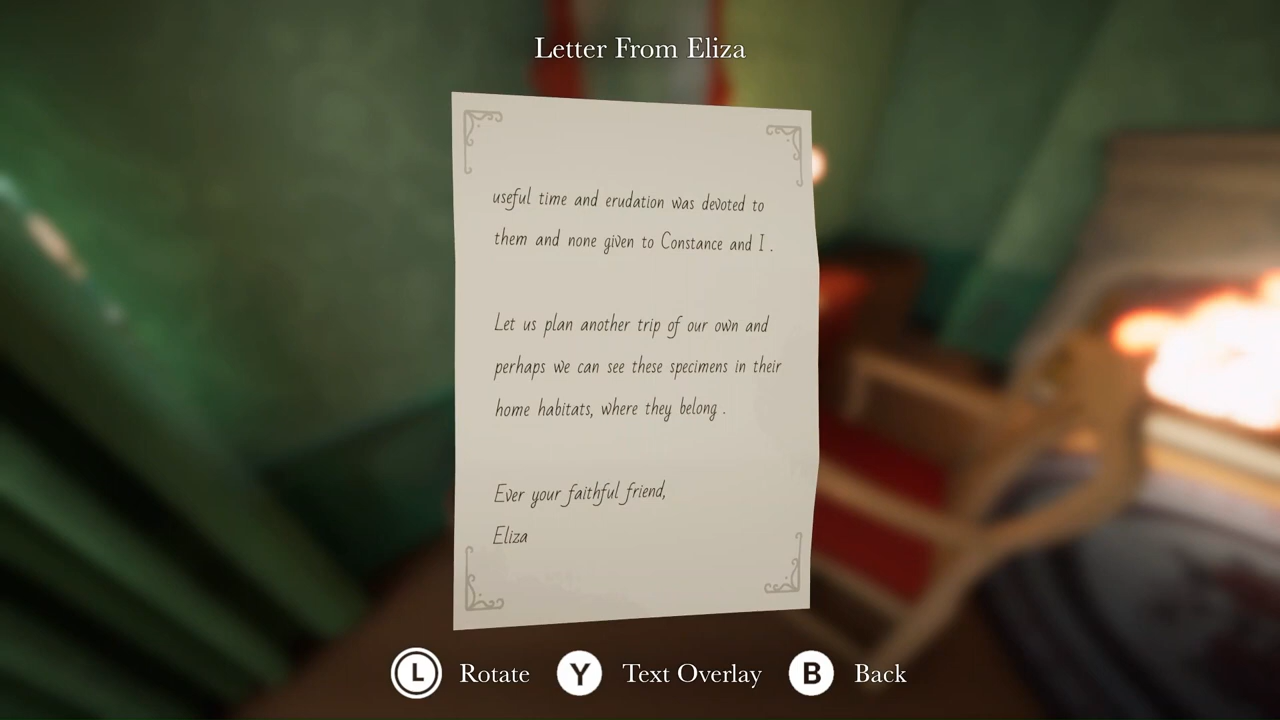 Letter From Eliza
useful time and erudation was devoted to
them and none given to Constance and I .
Let us plan another trip of our own and
perhaps we can see these specimens in their
home habitats, where they belong .
Ever your faithful friend,
Eliza
L Rotate Y Text Overlay B Back